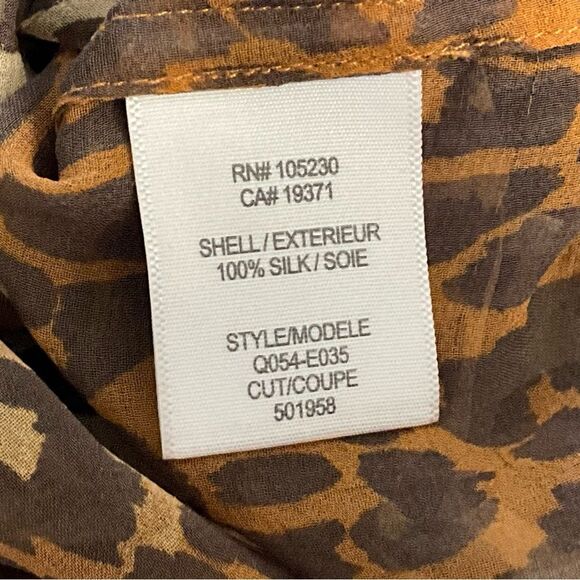 RN# 105230
CA# 19371
SHELL/EXTERIEUR
100% SILK/SOIE
STYLE/MODELE
Q054-E035
CUT/COUPE
501958